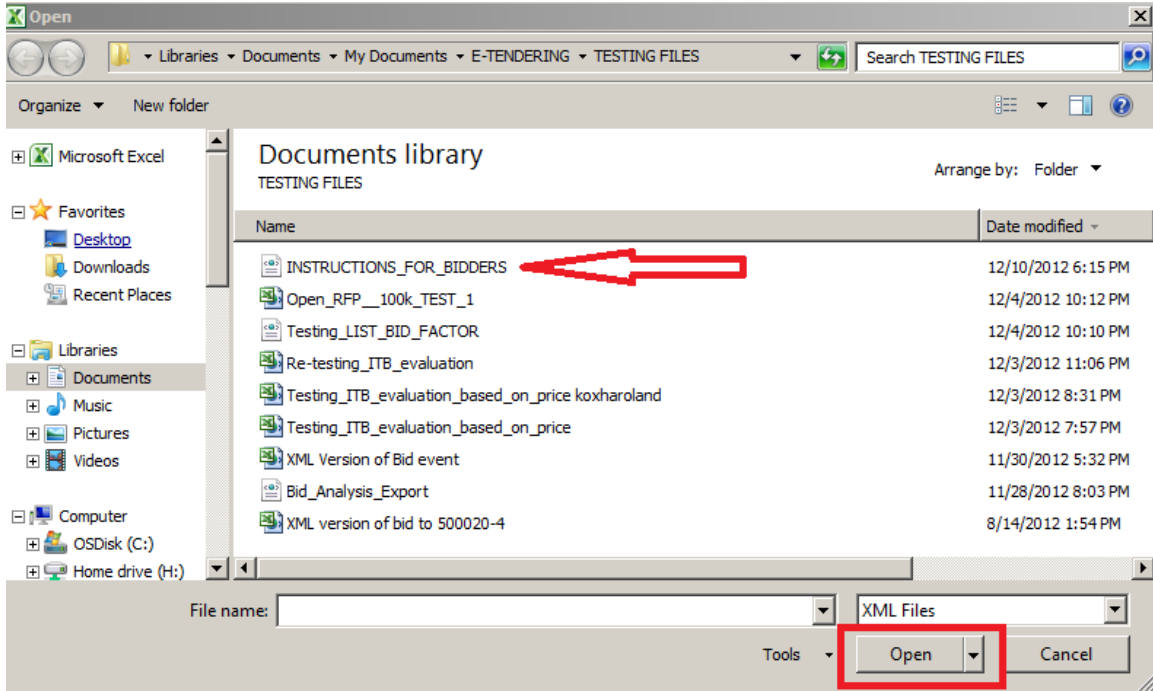 Open
Libraries Documents My Documents E-TENDERING TESTING FILES Search TESTING FILES
Organize New folder
Microsoft Excel
Favorites
Desktop
Downloads
Recent Places
Libraries
Documents
Music
Pictures
Videos
Computer
OSDisk (C:)
Home drive (H:)
Documents library
TESTING FILES
Arrange by: Folder
Name Date modified
INSTRUCTIONS_FOR_BIDDERS 12/10/2012 6:15 PM
Open_RFP__100k_TEST_1 12/4/2012 10:12 PM
Testing_LIST_BID_FACTOR 12/4/2012 10:10 PM
Re-testing_ITB_evaluation 12/3/2012 11:06 PM
Testing_ITB_evaluation_based_on_price koxharoland 12/3/2012 8:31 PM
Testing_ITB_evaluation_based_on_price 12/3/2012 7:57 PM
XML Version of Bid event 11/30/2012 5:32 PM
Bid_Analysis_Export 11/28/2012 8:03 PM
XML version of bid to 500020-4 8/14/2012 1:54 PM
File name: XML Files
Tools Open Cancel